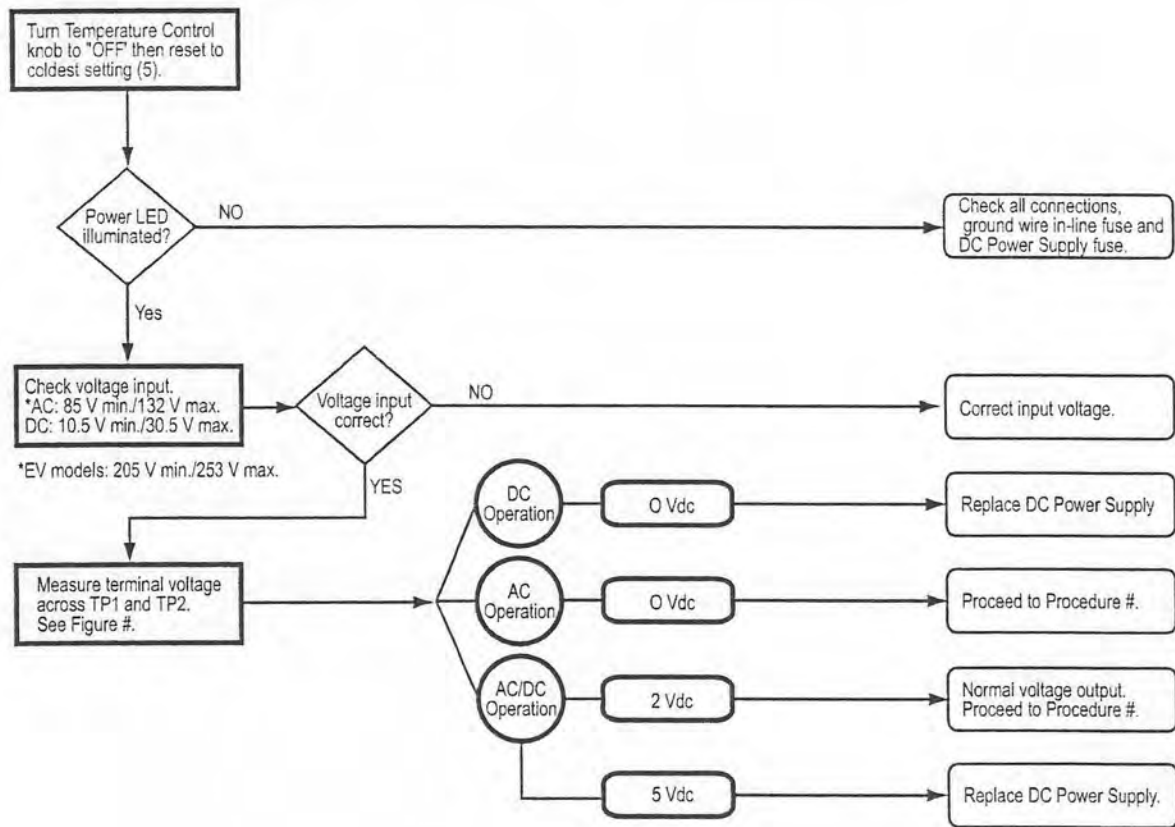 Turn Temperature Control
knob to "OFF' then reset to
coldest setting (5).
Power LED
illuminated?
NO
Check all connections,
ground wire in-line fuse and
DC Power Supply fuse.
Yes
Check voltage input.
*AC: 85 V min./132 V max.
DC: 10.5 V min./30.5 V max.
*EV models: 205 V min./253 V max.
Voltage input
correct?
NO
Correct input voltage.
YES
Measure terminal voltage
across TP1 and TP2.
See Figure #.
DC
Operation
O Vdc
Replace DC Power Supply
AC
Operation
O Vdc
Proceed to Procedure #.
AC/DC
Operation
2 Vdc
Normal voltage output.
Proceed to Procedure #.
5 Vdc
Replace DC Power Supply.